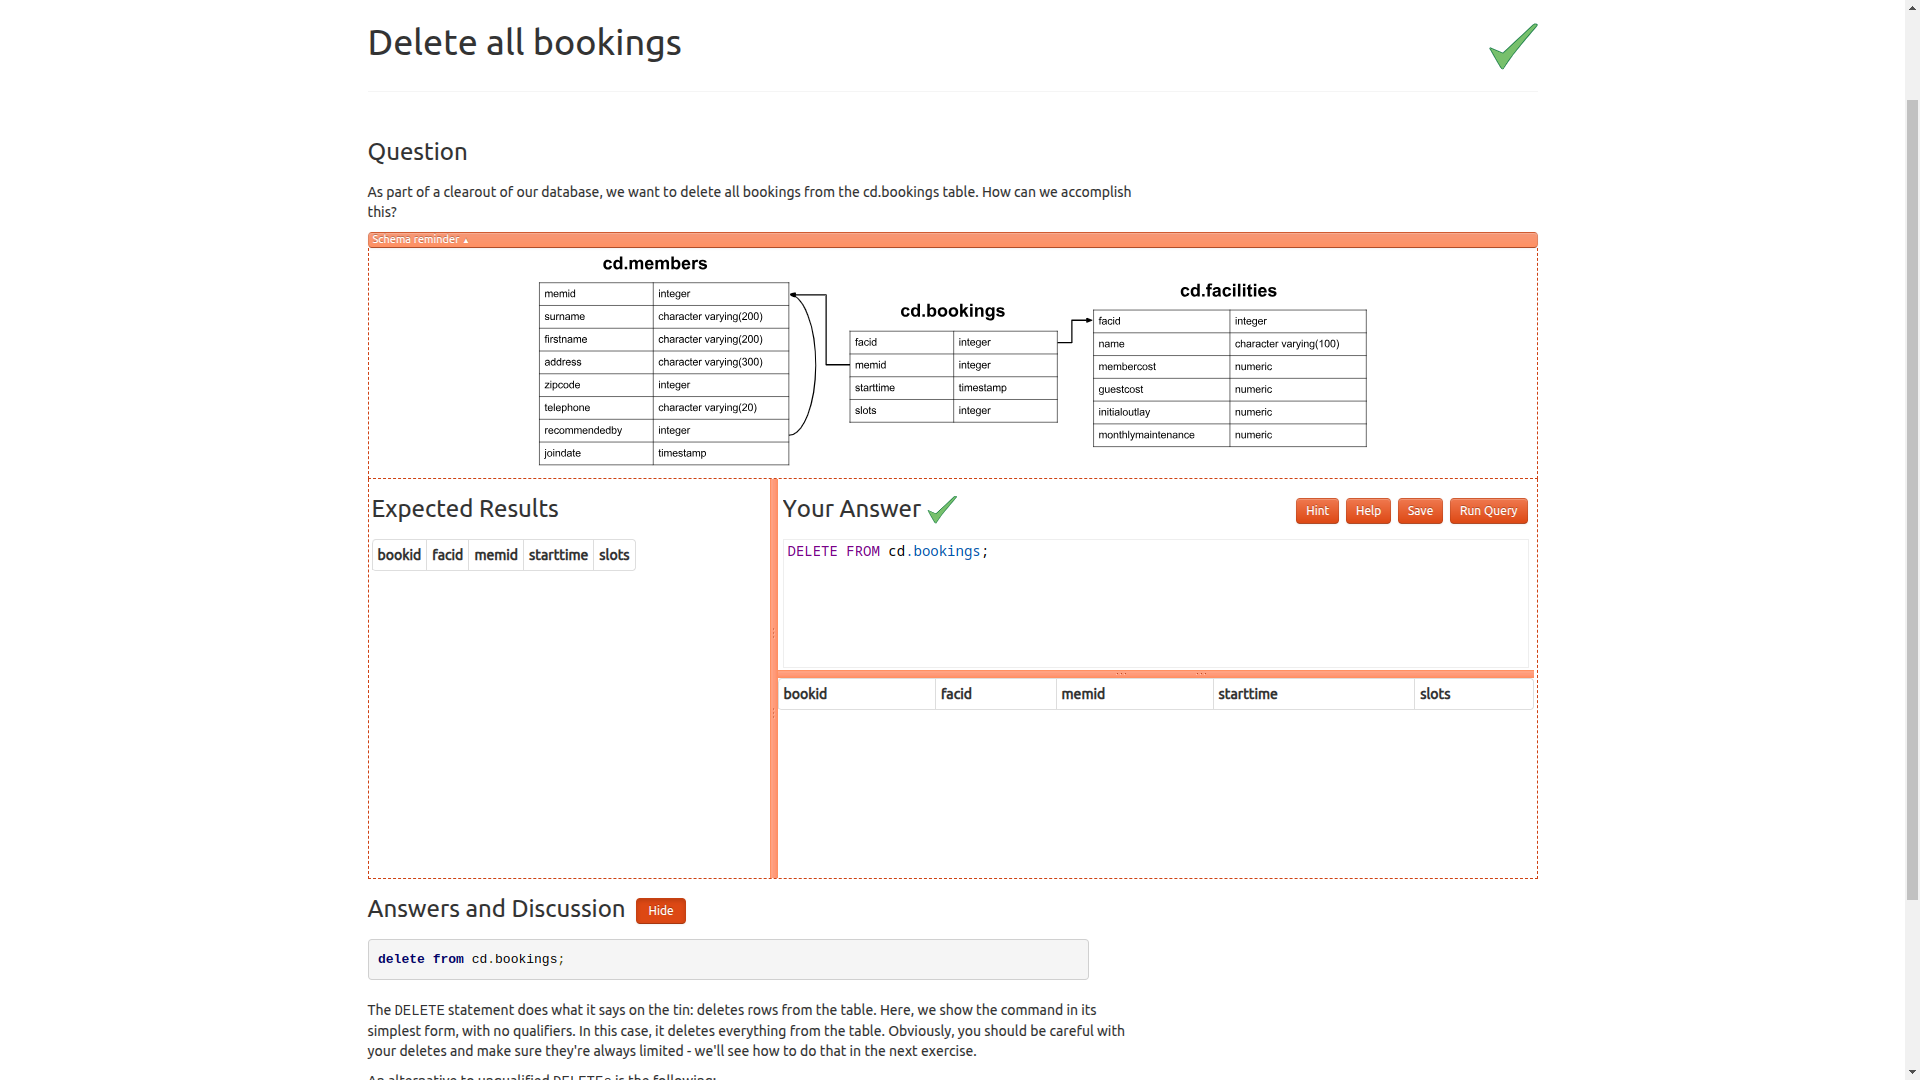 Delete all bookings
Question
As part of a clearout of our database, we want to delete all bookings from the cd.bookings table. How can we accomplish
this?
Schema reminder ▴
cd.members
memid integer
surname character varying(200)
firstname character varying(200)
address character varying(300)
zipcode integer
telephone character varying(20)
recommendedby integer
joindate timestamp
cd.bookings
facid integer
memid integer
starttime timestamp
slots integer
cd.facilities
facid integer
name character varying(100)
membercost numeric
guestcost numeric
initialoutlay numeric
monthlymaintenance numeric
Expected Results
bookid facid memid starttime slots
Your Answer
Hint Help Save Run Query
DELETE FROM cd.bookings;
bookid facid memid starttime slots
Answers and Discussion Hide
delete from cd.bookings;
The DELETE statement does what it says on the tin: deletes rows from the table. Here, we show the command in its
simplest form, with no qualifiers. In this case, it deletes everything from the table. Obviously, you should be careful with
your deletes and make sure they're always limited - we'll see how to do that in the next exercise.
An alternative to unqualified DELETEs is the following: